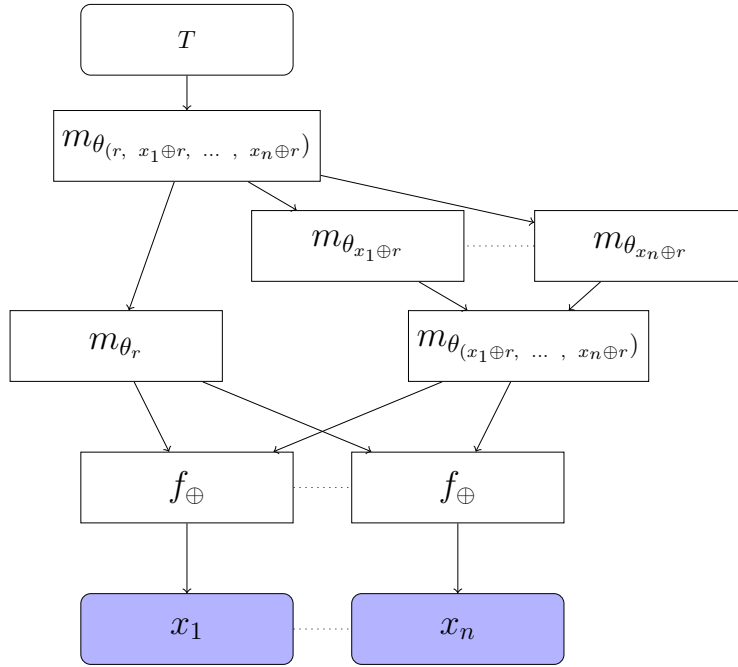 T
m_{θ_{(r, x_1⊕r, ... , x_n⊕r)}}
m_{θ_{x_1⊕r}} m_{θ_{x_n⊕r}}
m_{θ_r} m_{θ_{(x_1⊕r, ... , x_n⊕r)}}
f_⊕ f_⊕
x_1 x_n